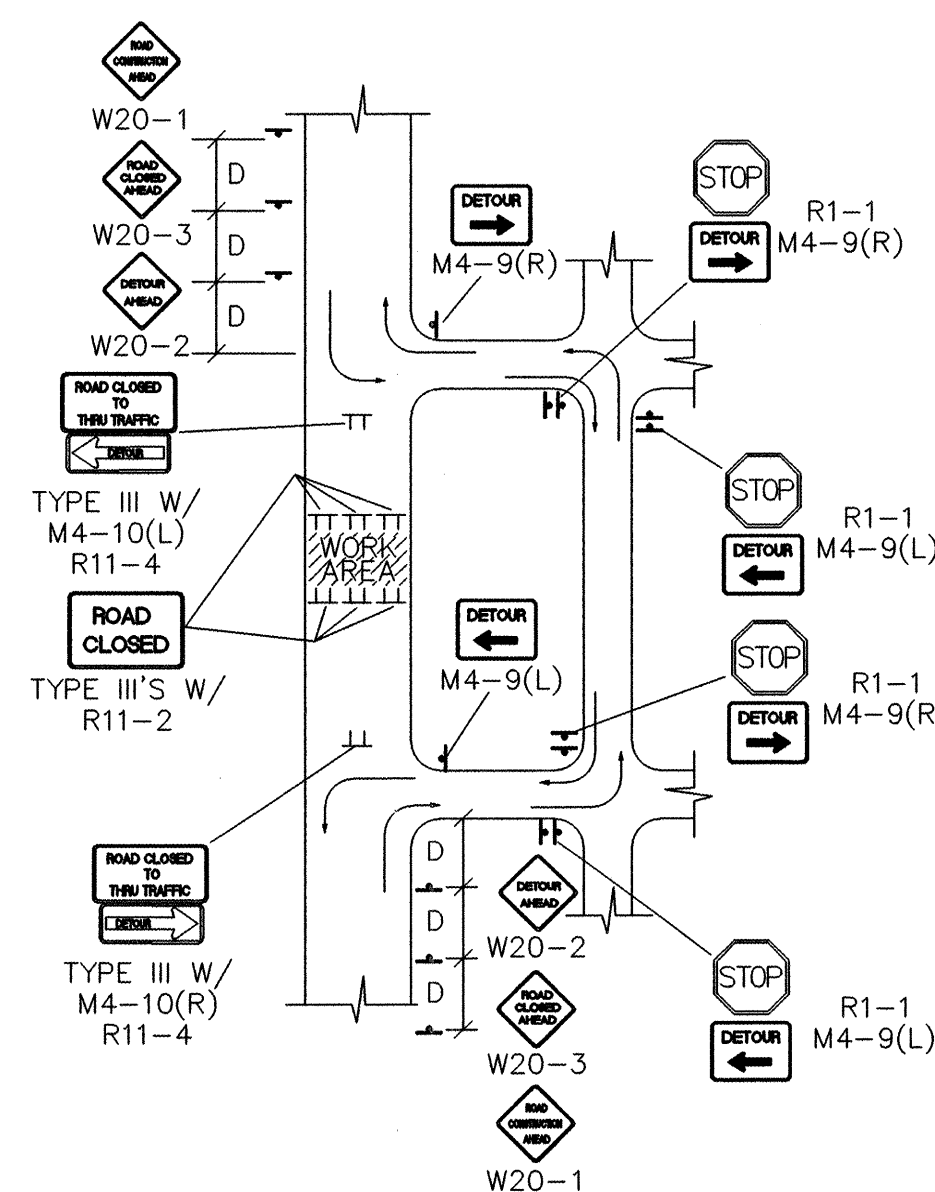 ROAD
CONSTRUCTION
AHEAD
W20-1
ROAD
CLOSED
AHEAD
W20-3
DETOUR
AHEAD
W20-2
D
D
D
ROAD CLOSED
TO
THRU TRAFFIC
DETOUR
TYPE III W/
M4-10(L)
R11-4
ROAD
CLOSED
TYPE III'S W/
R11-2
WORK
AREA
ROAD CLOSED
TO
THRU TRAFFIC
DETOUR
TYPE III W/
M4-10(R)
R11-4
DETOUR
M4-9(R)
STOP
DETOUR
R1-1
M4-9(R)
STOP
DETOUR
R1-1
M4-9(L)
DETOUR
M4-9(L)
STOP
DETOUR
R1-1
M4-9(R
D
D
D
DETOUR
AHEAD
W20-2
ROAD
CLOSED
AHEAD
W20-3
ROAD
CONSTRUCTION
AHEAD
W20-1
STOP
DETOUR
R1-1
M4-9(L)